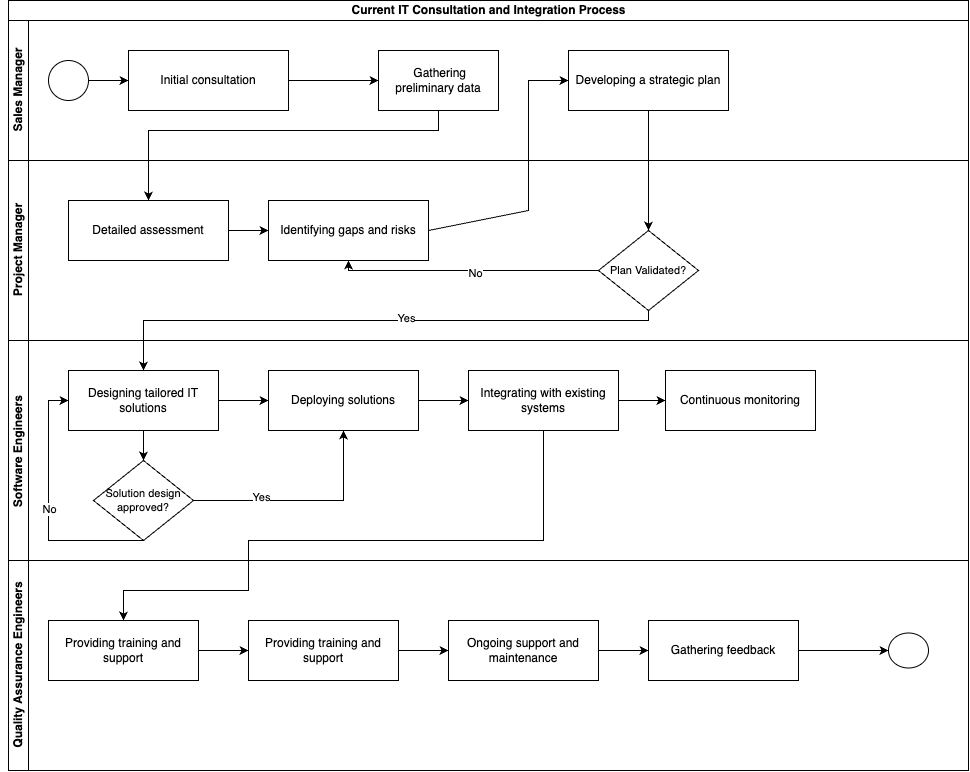 Current IT Consultation and Integration Process
Sales Manager
Initial consultation
Gathering
preliminary data
Developing a strategic plan
Project Manager
Detailed assessment
Identifying gaps and risks
Plan Validated?
No
Yes
Software Engineers
Designing tailored IT
solutions
Deploying solutions
Integrating with existing
systems
Continuous monitoring
Solution design
approved?
Yes
No
Quality Assurance Engineers
Providing training and
support
Providing training and
support
Ongoing support and
maintenance
Gathering feedback